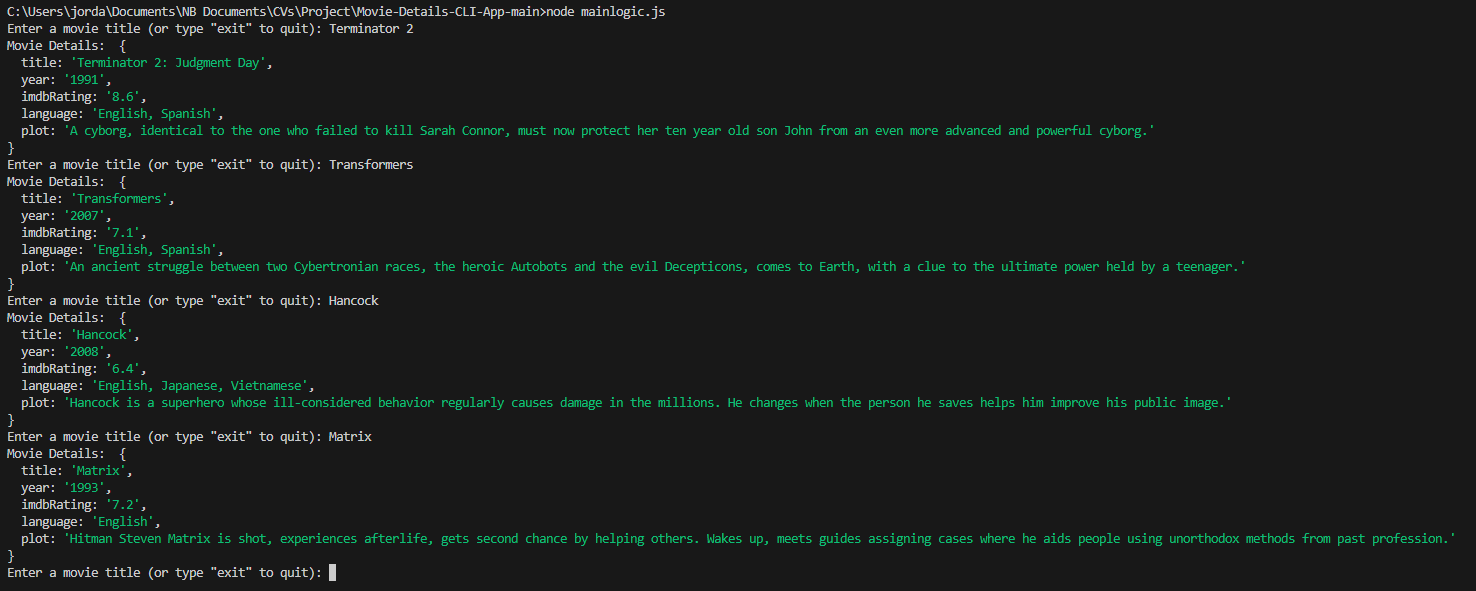 C:\Users\jorda\Documents\NB Documents\CVs\Project\Movie-Details-CLI-App-main>node mainlogic.js
Enter a movie title (or type "exit" to quit): Terminator 2
Movie Details:  {
  title: 'Terminator 2: Judgment Day',
  year: '1991',
  imdbRating: '8.6',
  language: 'English, Spanish',
  plot: 'A cyborg, identical to the one who failed to kill Sarah Connor, must now protect her ten year old son John from an even more advanced and powerful cyborg.'
}
Enter a movie title (or type "exit" to quit): Transformers
Movie Details:  {
  title: 'Transformers',
  year: '2007',
  imdbRating: '7.1',
  language: 'English, Spanish',
  plot: 'An ancient struggle between two Cybertronian races, the heroic Autobots and the evil Decepticons, comes to Earth, with a clue to the ultimate power held by a teenager.'
}
Enter a movie title (or type "exit" to quit): Hancock
Movie Details:  {
  title: 'Hancock',
  year: '2008',
  imdbRating: '6.4',
  language: 'English, Japanese, Vietnamese',
  plot: 'Hancock is a superhero whose ill-considered behavior regularly causes damage in the millions. He changes when the person he saves helps him improve his public image.'
}
Enter a movie title (or type "exit" to quit): Matrix
Movie Details:  {
  title: 'Matrix',
  year: '1993',
  imdbRating: '7.2',
  language: 'English',
  plot: 'Hitman Steven Matrix is shot, experiences afterlife, gets second chance by helping others. Wakes up, meets guides assigning cases where he aids people using unorthodox methods from past profession.'
}
Enter a movie title (or type "exit" to quit):